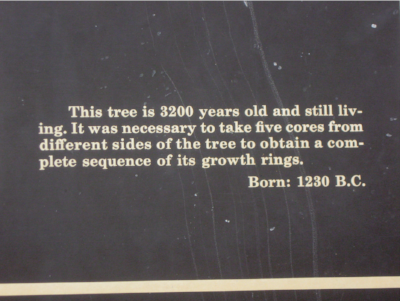 This tree is 3200 years old and still liv-
ing. It was necessary to take five cores from
different sides of the tree to obtain a com-
plete sequence of its growth rings.
Born: 1230 B.C.